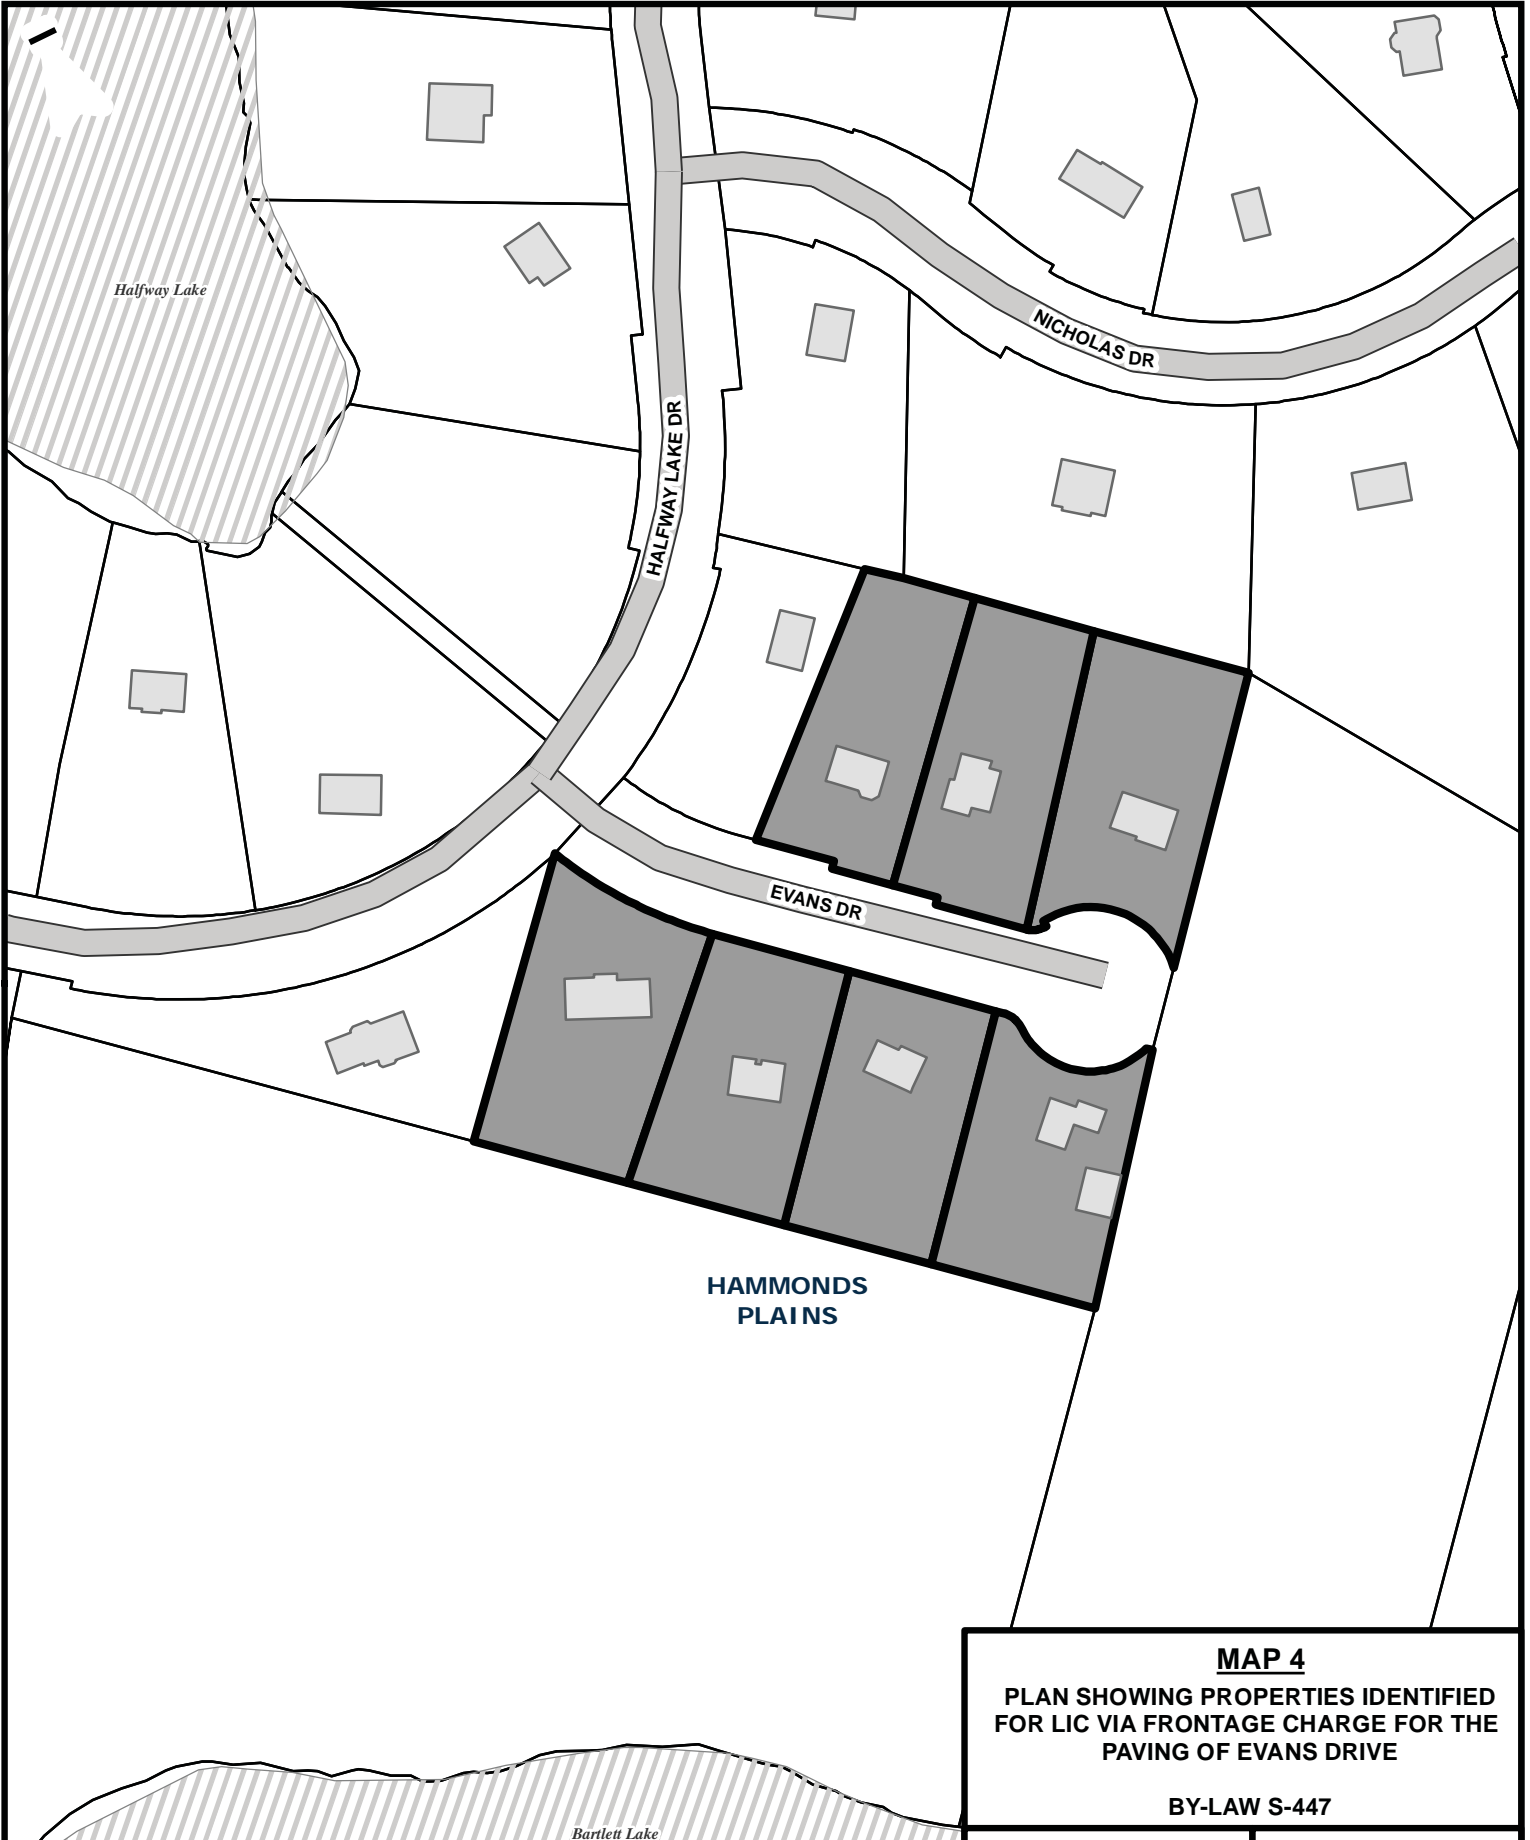 Halfway Lake
NICHOLAS DR
HALFWAY LAKE DR
EVANS DR
HAMMONDS
PLAINS
MAP 4
PLAN SHOWING PROPERTIES IDENTIFIED
FOR LIC VIA FRONTAGE CHARGE FOR THE
PAVING OF EVANS DRIVE
BY-LAW S-447
Bartlett Lake